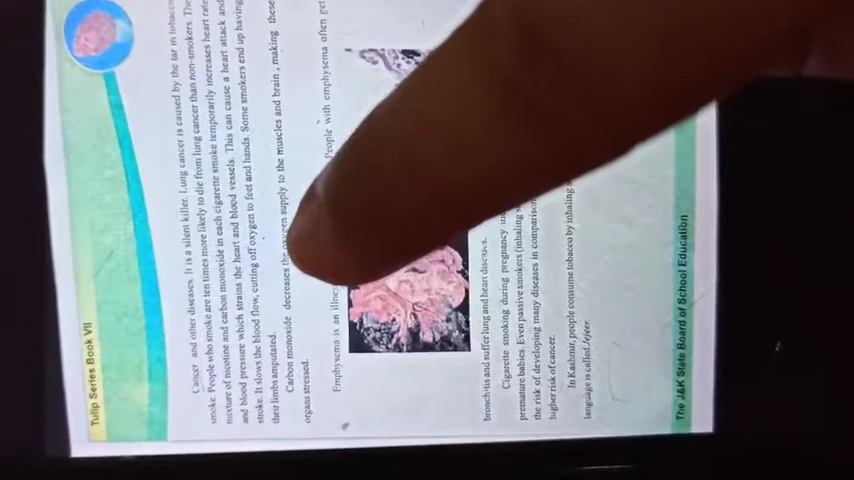 Tulip Series Book VII
Cancer and other diseases. It is a silent killer. Lung cancer is caused by the tar in tobacco
smoke. People who smoke are ten times more likely to die from lung cancer than non-smokers. The
mixture of nicotine and carbon monoxide in each cigarette smoke temporarily increases heart rate
and blood pressure which strains the heart and blood vessels. This can cause a heart attack and
stroke. It slows the blood flow, cutting off oxygen to feet and hands. Some smokers end up having
their limbs amputated.
Carbon monoxide decreases the oxygen supply to the muscles and brain, making these
organs stressed.
Emphysema is an illness People with emphysema often get
bronchitis and suffer lung and heart diseases.
Cigarette smoking during pregnancy
premature babies. Even passive smokers (inhaling
the risk of developing many diseases in comparison
higher risk of cancer.
In Kashmir, people consume tobacco by inhaling
language is called Jejeer
The J&K State Board of School Education